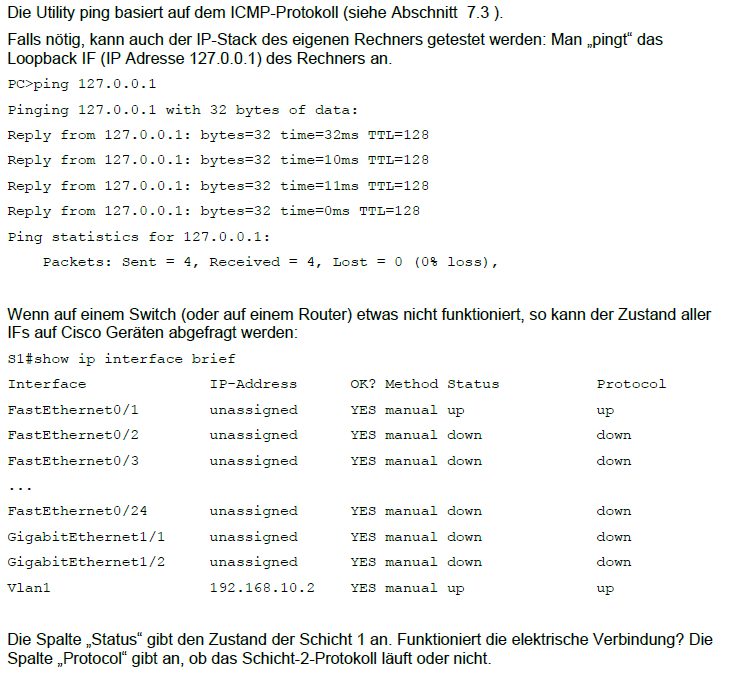 Die Utility ping basiert auf dem ICMP-Protokoll (siehe Abschnitt  7.3 ).
Falls nötig, kann auch der IP-Stack des eigenen Rechners getestet werden: Man „pingt“ das
Loopback IF (IP Adresse 127.0.0.1) des Rechners an.
PC>ping 127.0.0.1
Pinging 127.0.0.1 with 32 bytes of data:
Reply from 127.0.0.1: bytes=32 time=32ms TTL=128
Reply from 127.0.0.1: bytes=32 time=10ms TTL=128
Reply from 127.0.0.1: bytes=32 time=11ms TTL=128
Reply from 127.0.0.1: bytes=32 time=0ms TTL=128
Ping statistics for 127.0.0.1:
    Packets: Sent = 4, Received = 4, Lost = 0 (0% loss),
Wenn auf einem Switch (oder auf einem Router) etwas nicht funktioniert, so kann der Zustand aller
IFs auf Cisco Geräten abgefragt werden:
S1#show ip interface brief
Interface              IP-Address      OK? Method Status           Protocol
FastEthernet0/1        unassigned      YES manual up               up
FastEthernet0/2        unassigned      YES manual down             down
FastEthernet0/3        unassigned      YES manual down             down
...
FastEthernet0/24       unassigned      YES manual down             down
GigabitEthernet1/1     unassigned      YES manual down             down
GigabitEthernet1/2     unassigned      YES manual down             down
Vlan1                  192.168.10.2    YES manual up               up
Die Spalte „Status“ gibt den Zustand der Schicht 1 an. Funktioniert die elektrische Verbindung? Die
Spalte „Protocol“ gibt an, ob das Schicht-2-Protokoll läuft oder nicht.